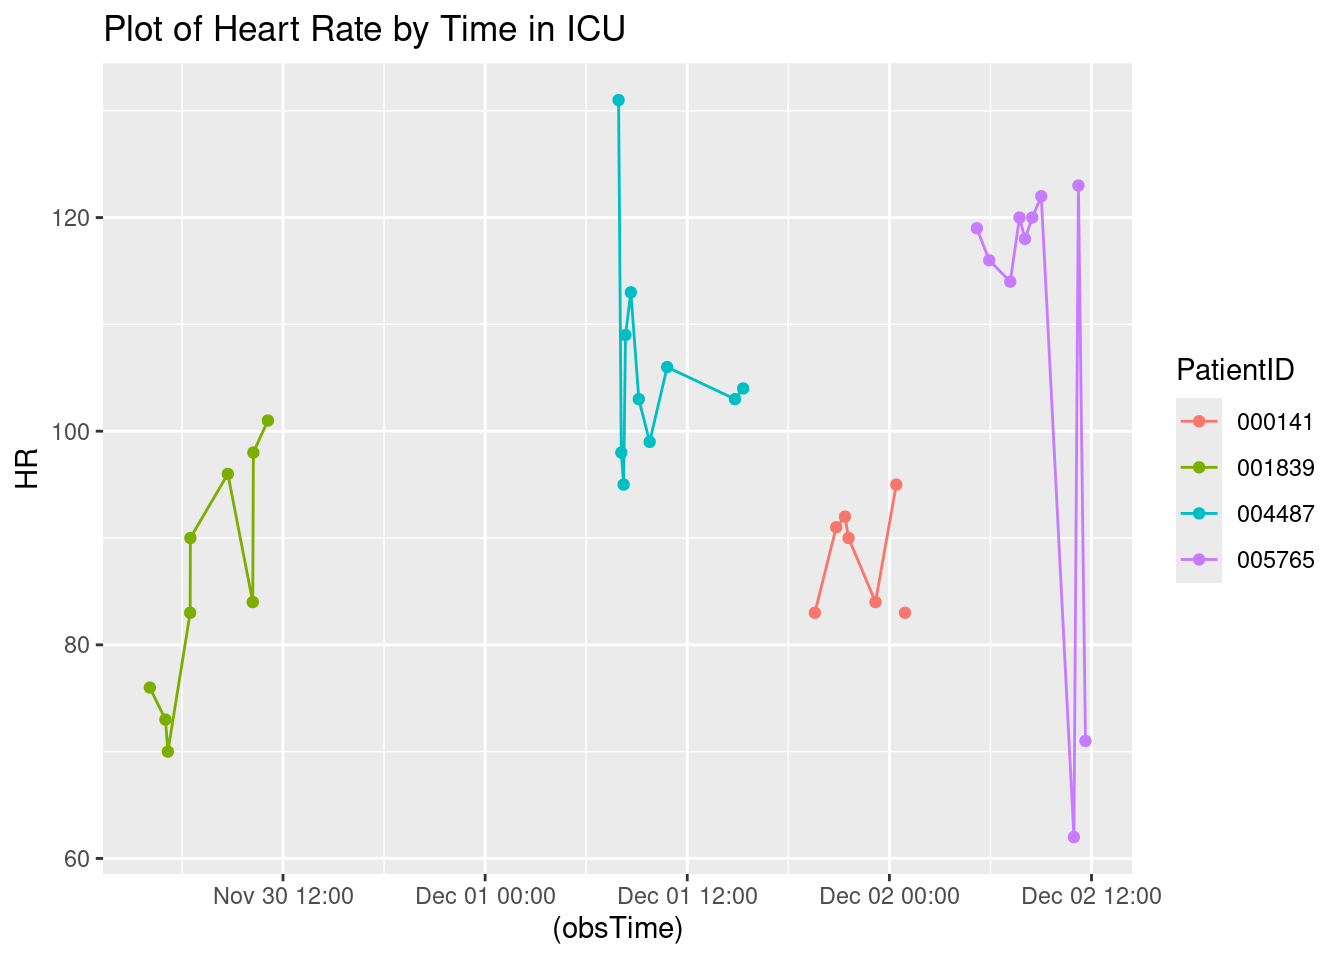 Plot of Heart Rate by Time in ICU
HR
120
100
80
60
Nov 30 12:00 Dec 01 00:00 Dec 01 12:00 Dec 02 00:00 Dec 02 12:00
(obsTime)
PatientID
000141
001839
004487
005765